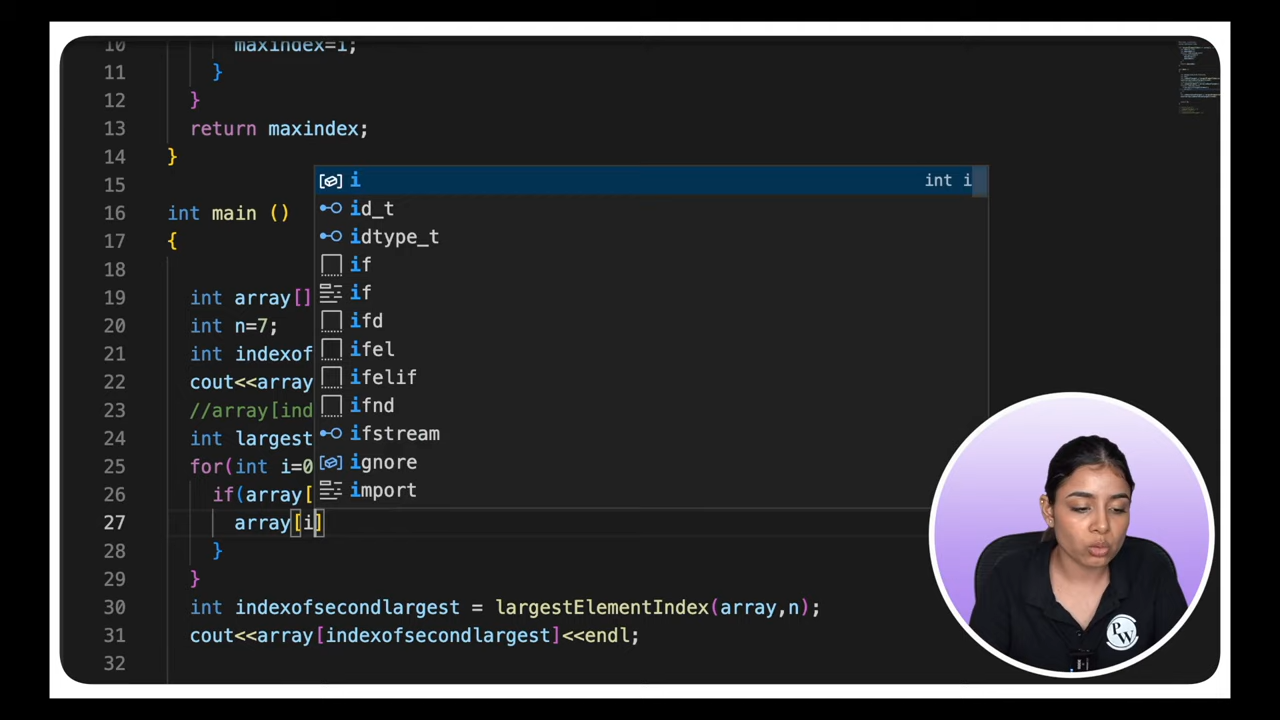 10 maxindex=i;
11 }
12 }
13 return maxindex;
14 }
15
i int i
16 int main ()
id_t
17 {
idtype_t
18
if
19 int array[]
if
20 int n=7;
ifd
21 int indexof
ifel
22 cout<<array
ifelif
23 //array[ind
ifnd
24 int largest
ifstream
25 for(int i=0
ignore
26 if(array[
import
27 array[i]
28 }
29 }
30 int indexofsecondlargest = largestElementIndex(array,n);
31 cout<<array[indexofsecondlargest]<<endl;
32
PW